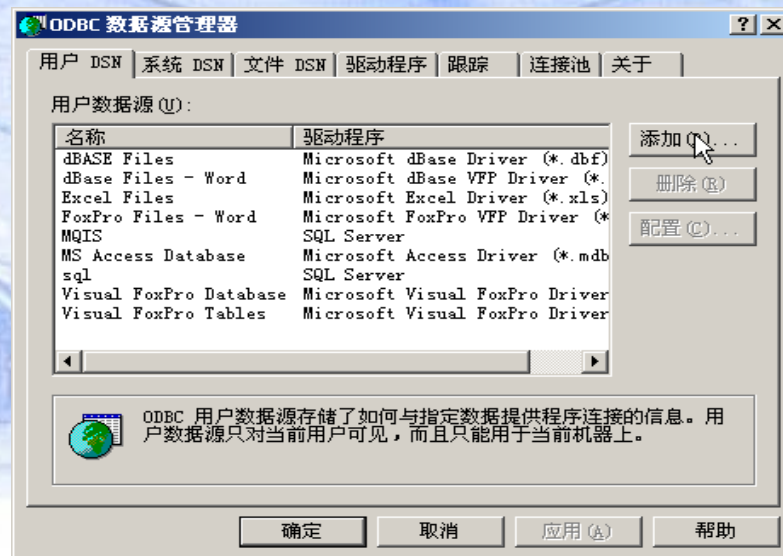 ODBC 数据源管理器
用户 DSN 系统 DSN 文件 DSN 驱动程序 跟踪 连接池 关于
用户数据源(U):
名称 驱动程序
dBASE Files Microsoft dBase Driver (*.dbf)
dBase Files - Word Microsoft dBase VFP Driver (*.
Excel Files Microsoft Excel Driver (*.xls)
FoxPro Files - Word Microsoft FoxPro VFP Driver (*
MQIS SQL Server
MS Access Database Microsoft Access Driver (*.mdb
sql SQL Server
Visual FoxPro Database Microsoft Visual FoxPro Driver
Visual FoxPro Tables Microsoft Visual FoxPro Driver
添加
删除(R)
配置(C)...
ODBC 用户数据源存储了如何与指定数据提供程序连接的信息。用
户数据源只对当前用户可见，而且只能用于当前机器上。
确定 取消 应用(A) 帮助